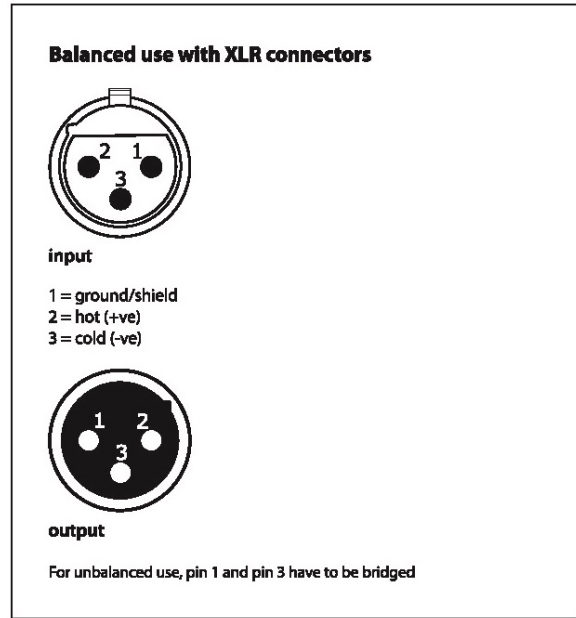 Balanced use with XLR connectors
2 1
3
input
1 = ground/shield
2 = hot (+ve)
3 = cold (-ve)
1 2
3
output
For unbalanced use, pin 1 and pin 3 have to be bridged